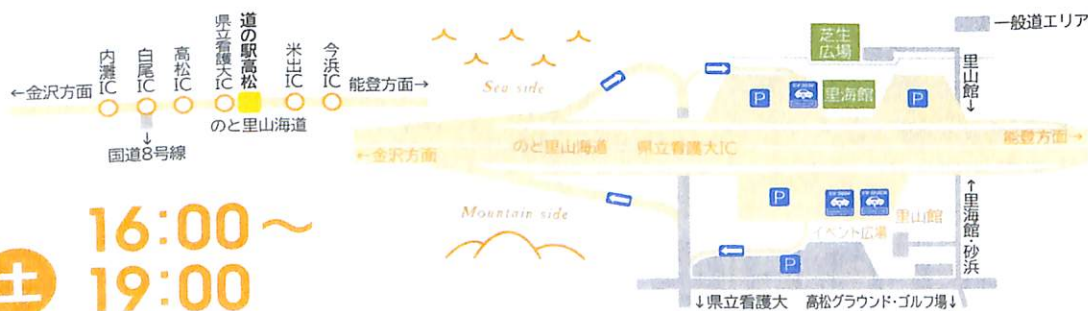 ←金沢方面
内灘IC
白尾IC
高松IC
県立看護大IC
道の駅高松
米出IC
今浜IC
能登方面→
のと里山海道
↓
国道8号線
土
16:00～
19:00
Sea side
Mountain side
←金沢方面
のと里山海道
県立看護大IC
能登方面→
芝生
広場
P
里海館
P
P
イベント広場
里山館
P
一般道エリア
里山館↓
↑里海館・砂浜
↓県立看護大
高松グラウンド・ゴルフ場↓